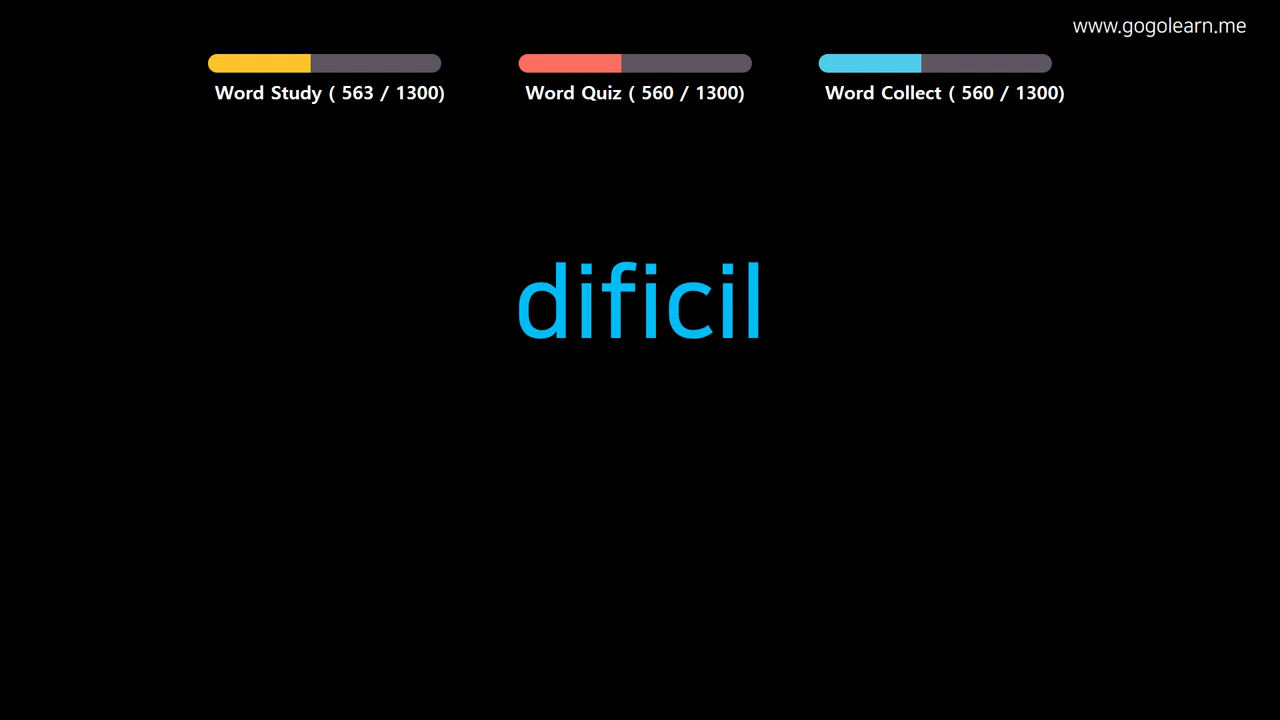 www.gogolearn.me
Word Study ( 563 / 1300)
Word Quiz ( 560 / 1300)
Word Collect ( 560 / 1300)
dificil